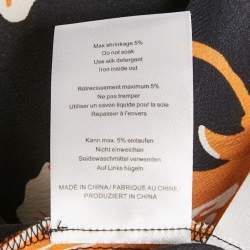 Max shrinkage 5%
Do not soak
Use silk detergent
Iron inside out
Rétrécissement maximum 5%
Ne pas tremper
Utiliser un savon liquide pour la soie
Repasser à l'envers
Kann max. 5% einlaufen
Nicht einweichen
Seidewaschmittel verwenden
Auf Links bügeln
MADE IN CHINA / FABRIQUE AU CHINE
PRODUZIERT IN CHINA